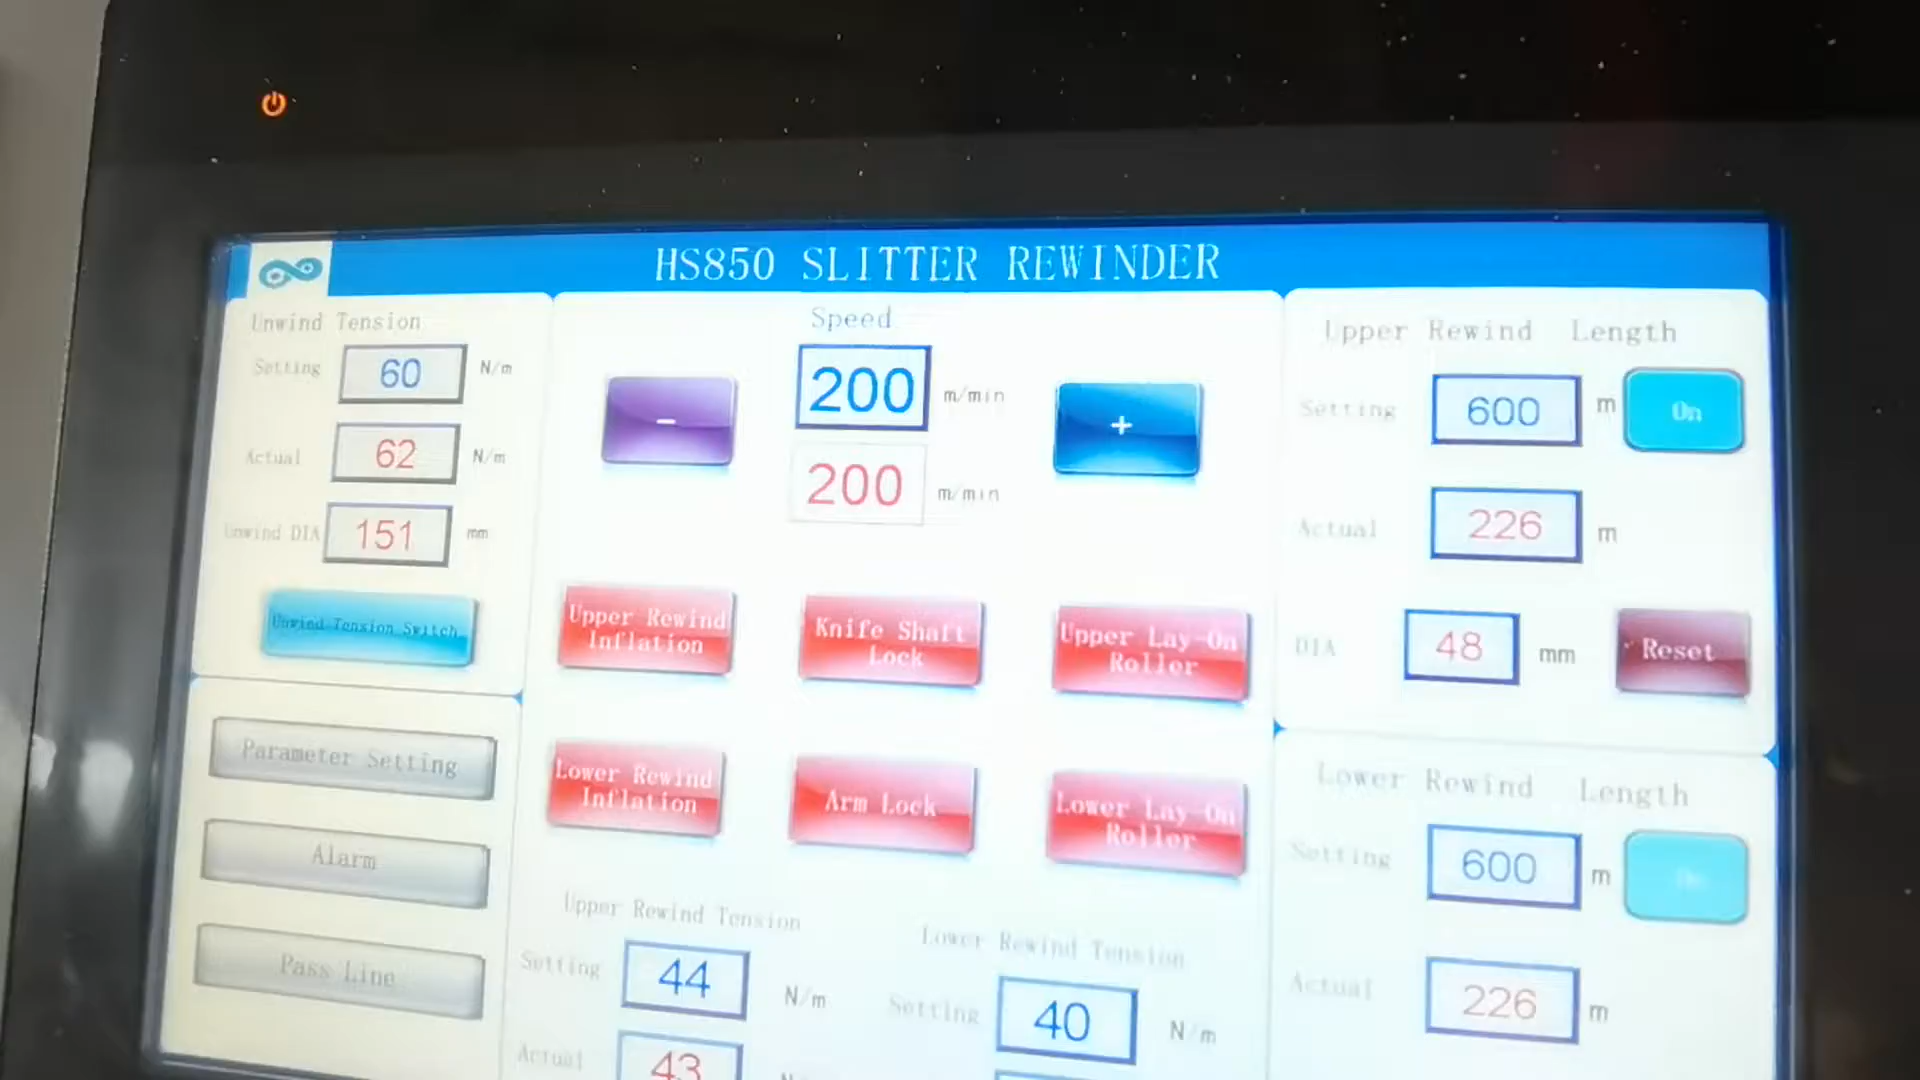 HS850 SLITTER REWINDER
Unwind Tension
Setting 60 N/m
Actual 62 N/m
Unwind DIA 151 mm
Unwind Tension Switch
Parameter Setting
Alarm
Pass Line
Speed
- 200 m/min +
200 m/min
Upper Rewind
Inflation
Knife Shaft
Lock
Upper Lay-On
Roller
Lower Rewind
Inflation
Arm Lock
Lower Lay-On
Roller
Upper Rewind Tension
Setting 44 N/m
Actual 43
Lower Rewind Tension
Setting 40 N/m
Upper Rewind Length
Setting 600 m On
Actual 226 m
DIA 48 mm Reset
Lower Rewind Length
Setting 600 m
Actual 226 m